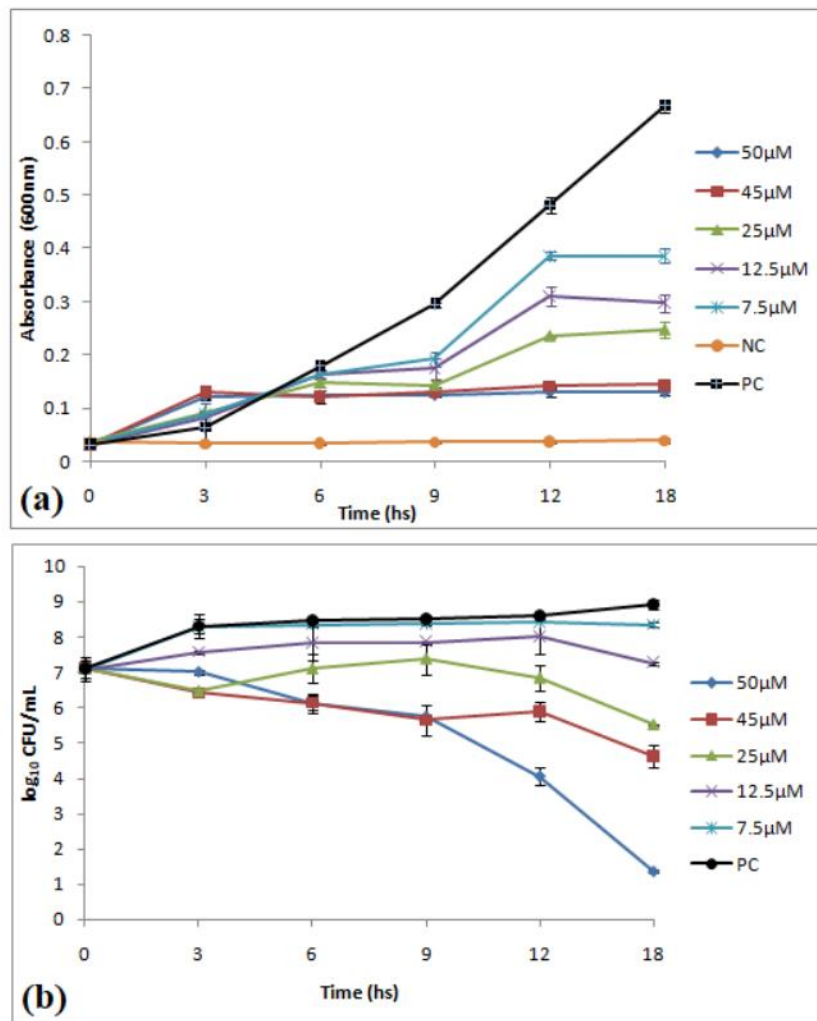 0.8
0.7
0.6
0.5
0.4
0.3
0.2
0.1
0
Absorbance (600nm)
0 3 6 9 12 18
Time (hs)
50μM
45μM
25μM
12.5μM
7.5μM
NC
PC
(a)
10
9
8
7
6
5
4
3
2
1
0
log₁₀ CFU/mL
0 3 6 9 12 18
Time (hs)
50μM
45μM
25μM
12.5μM
7.5μM
PC
(b)